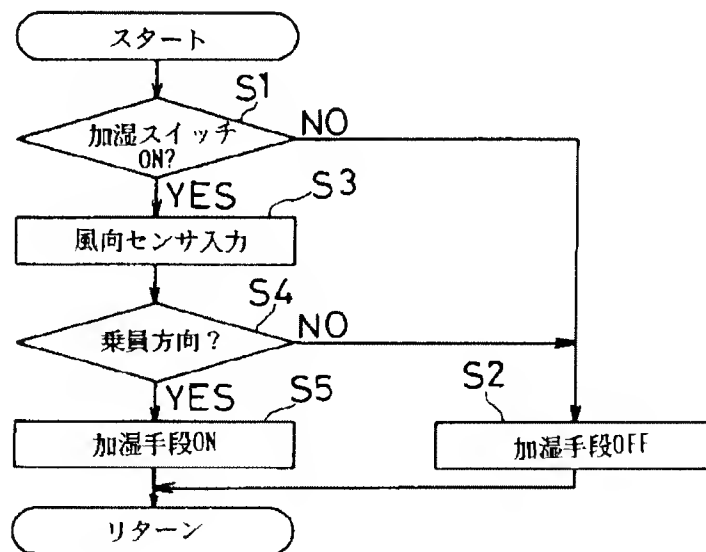 スタート
S1
加湿スイッチ
ON?
NO
YES
S3
風向センサ入力
S4
乗員方向?
NO
YES
S5
S2
加湿手段ON
加湿手段OFF
リターン